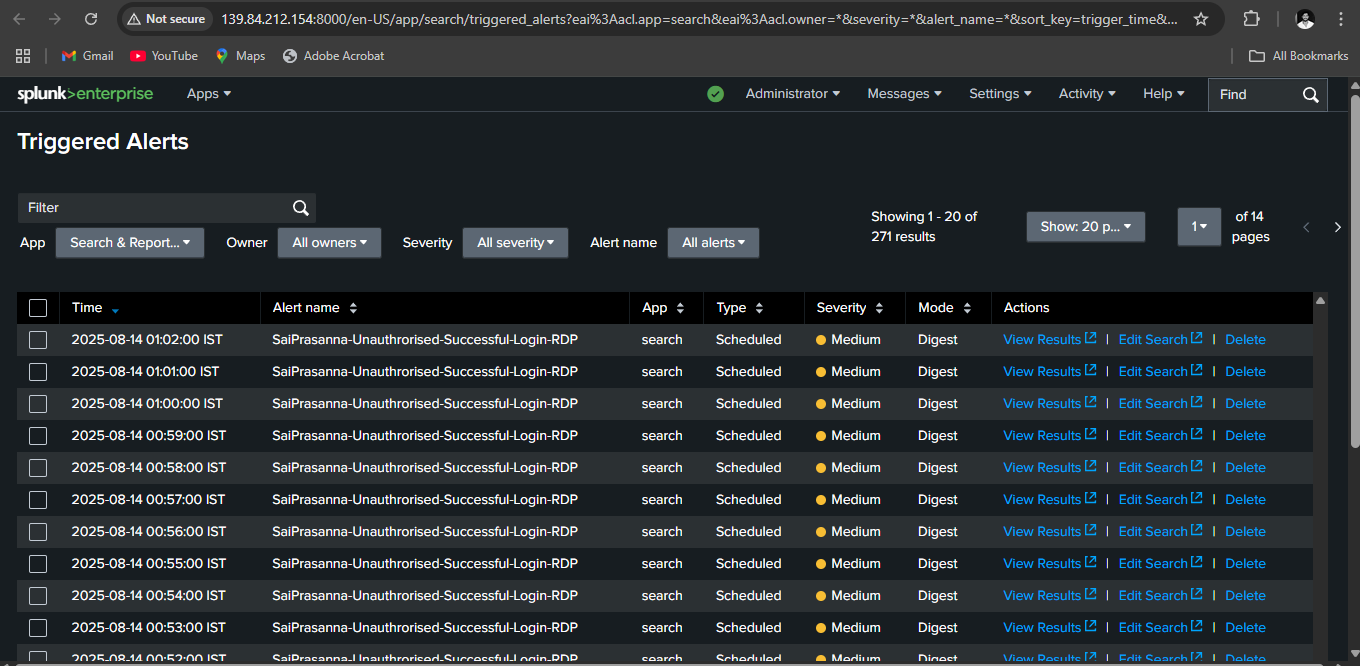 Not secure 139.84.212.154:8000/en-US/app/search/triggered_alerts?eai%3Aacl.app=search&eai%3Aacl.owner=*&severity=*&alert_name=*&sort_key=trigger_time&...
Gmail YouTube Maps Adobe Acrobat All Bookmarks
splunk>enterprise Apps Administrator Messages Settings Activity Help Find
Triggered Alerts
Filter
Showing 1 - 20 of 271 results Show: 20 p... 1 of 14 pages
App Search & Report... Owner All owners Severity All severity Alert name All alerts
Time Alert name App Type Severity Mode Actions
2025-08-14 01:02:00 IST SaiPrasanna-Unauthrorised-Successful-Login-RDP search Scheduled Medium Digest View Results | Edit Search | Delete
2025-08-14 01:01:00 IST SaiPrasanna-Unauthrorised-Successful-Login-RDP search Scheduled Medium Digest View Results | Edit Search | Delete
2025-08-14 01:00:00 IST SaiPrasanna-Unauthrorised-Successful-Login-RDP search Scheduled Medium Digest View Results | Edit Search | Delete
2025-08-14 00:59:00 IST SaiPrasanna-Unauthrorised-Successful-Login-RDP search Scheduled Medium Digest View Results | Edit Search | Delete
2025-08-14 00:58:00 IST SaiPrasanna-Unauthrorised-Successful-Login-RDP search Scheduled Medium Digest View Results | Edit Search | Delete
2025-08-14 00:57:00 IST SaiPrasanna-Unauthrorised-Successful-Login-RDP search Scheduled Medium Digest View Results | Edit Search | Delete
2025-08-14 00:56:00 IST SaiPrasanna-Unauthrorised-Successful-Login-RDP search Scheduled Medium Digest View Results | Edit Search | Delete
2025-08-14 00:55:00 IST SaiPrasanna-Unauthrorised-Successful-Login-RDP search Scheduled Medium Digest View Results | Edit Search | Delete
2025-08-14 00:54:00 IST SaiPrasanna-Unauthrorised-Successful-Login-RDP search Scheduled Medium Digest View Results | Edit Search | Delete
2025-08-14 00:53:00 IST SaiPrasanna-Unauthrorised-Successful-Login-RDP search Scheduled Medium Digest View Results | Edit Search | Delete
2025-08-14 00:52:00 IST SaiPrasanna-Unauthrorised-Successful-Login-RDP search Scheduled Medium Digest View Results | Edit Search | Delete